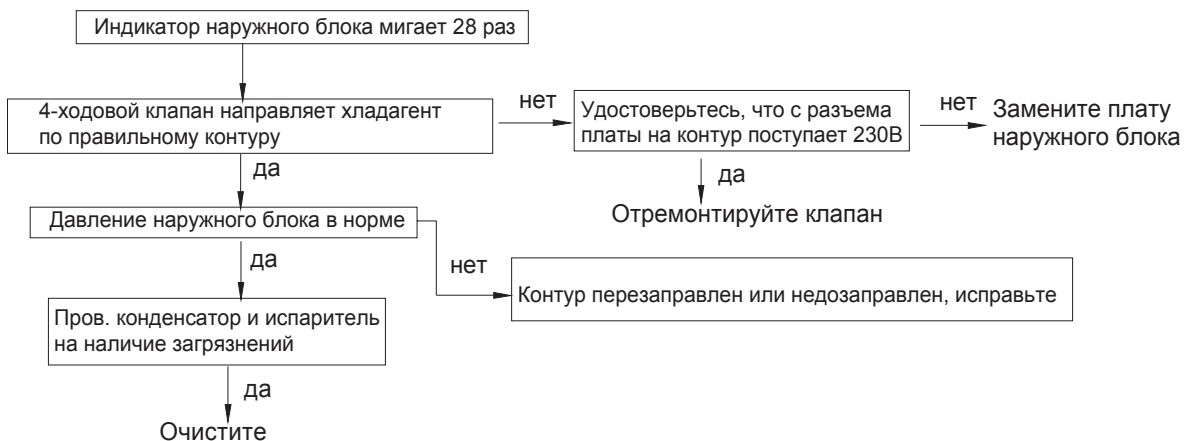 Индикатор наружного блока мигает 28 раз
4-ходовой клапан направляет хладагент
по правильному контуру
нет
Удостоверьтесь, что с разъема
платы на контур поступает 230В
нет
Замените плату
наружного блока
да
да
Отремонтируйте клапан
Давление наружного блока в норме
да
нет
Контур перезаправлен или недозаправлен, исправьте
Пров. конденсатор и испаритель
на наличие загрязнений
да
Очистите